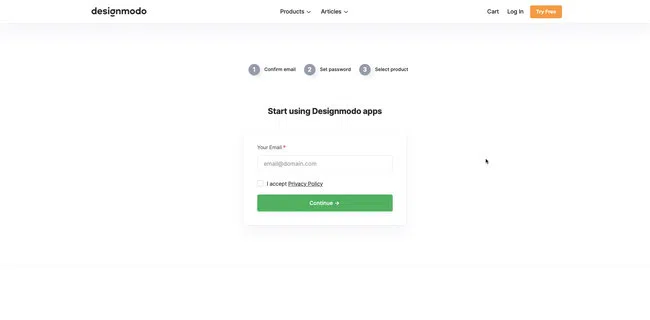 designmodo Products Articles Cart Log In Try Free
1 Confirm email 2 Set password 3 Select product
Start using Designmodo apps
Your Email *
email@domain.com
I accept Privacy Policy
Continue →